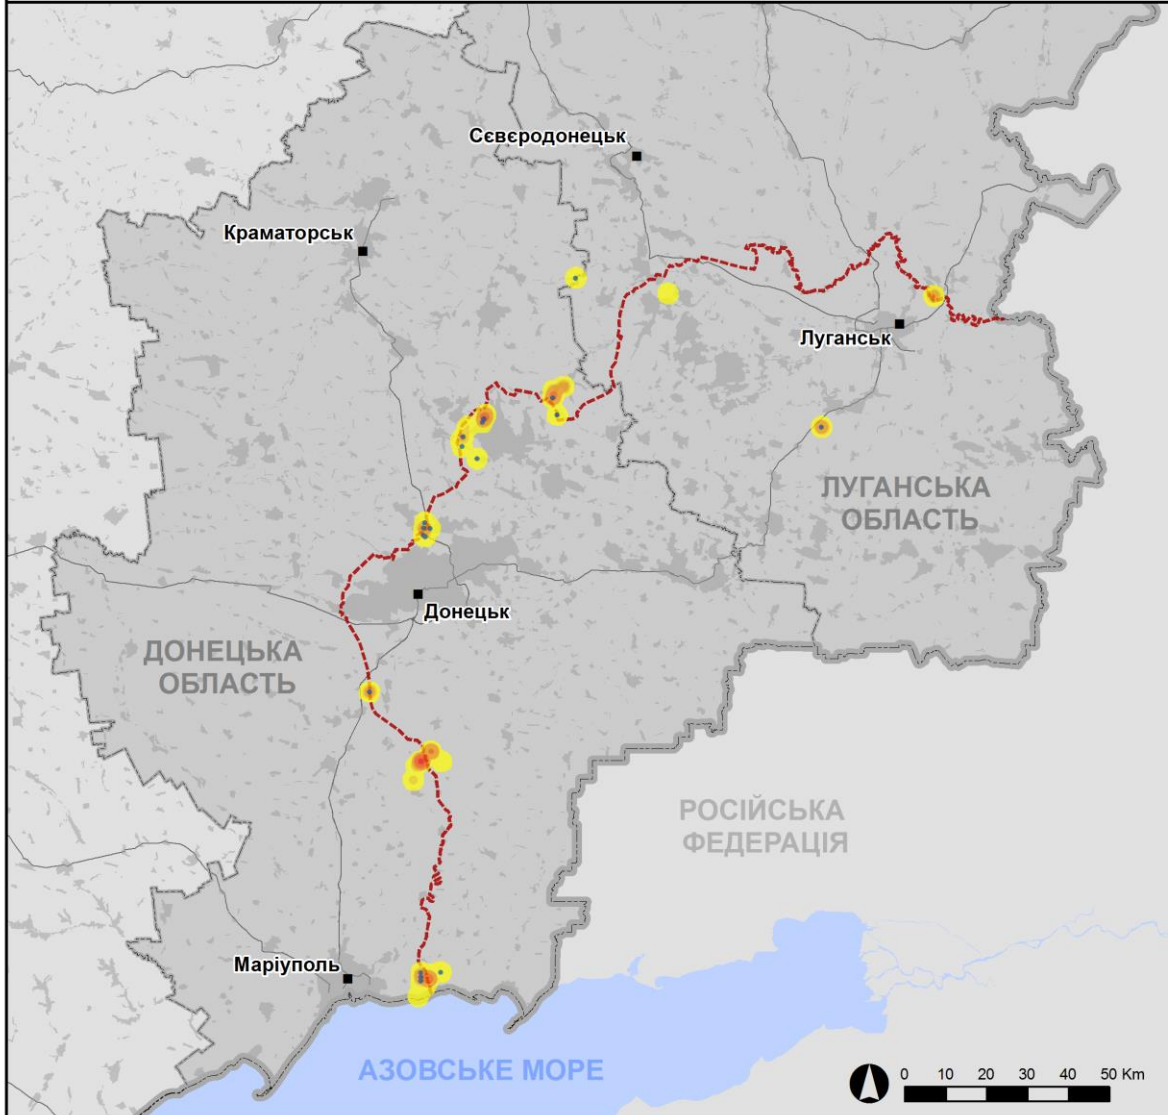 Сєвєродонецьк
Краматорськ
Луганськ
ЛУГАНСЬКА
ОБЛАСТЬ
Донецьк
ДОНЕЦЬКА
ОБЛАСТЬ
РОСІЙСЬКА
ФЕДЕРАЦІЯ
Маріуполь
АЗОВСЬКЕ МОРЕ
0 10 20 30 40 50 Km